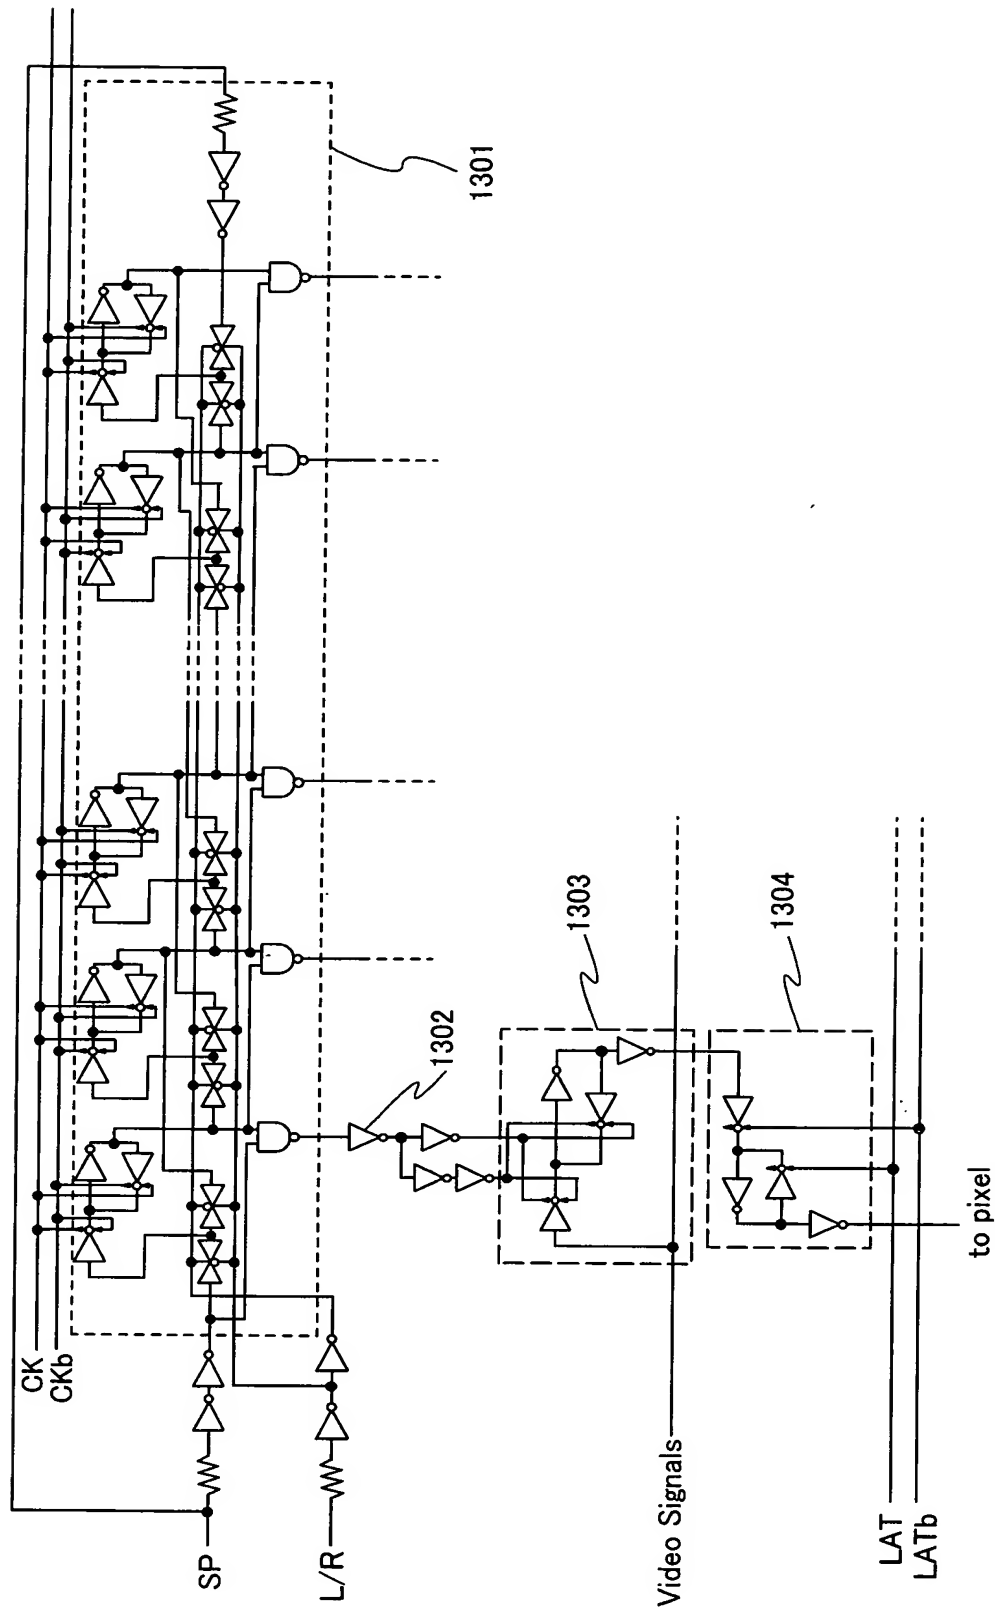 CK
CKb
SP
L/R
1301
1302
1303
1304
Video Signals
LAT
LATb
to pixel